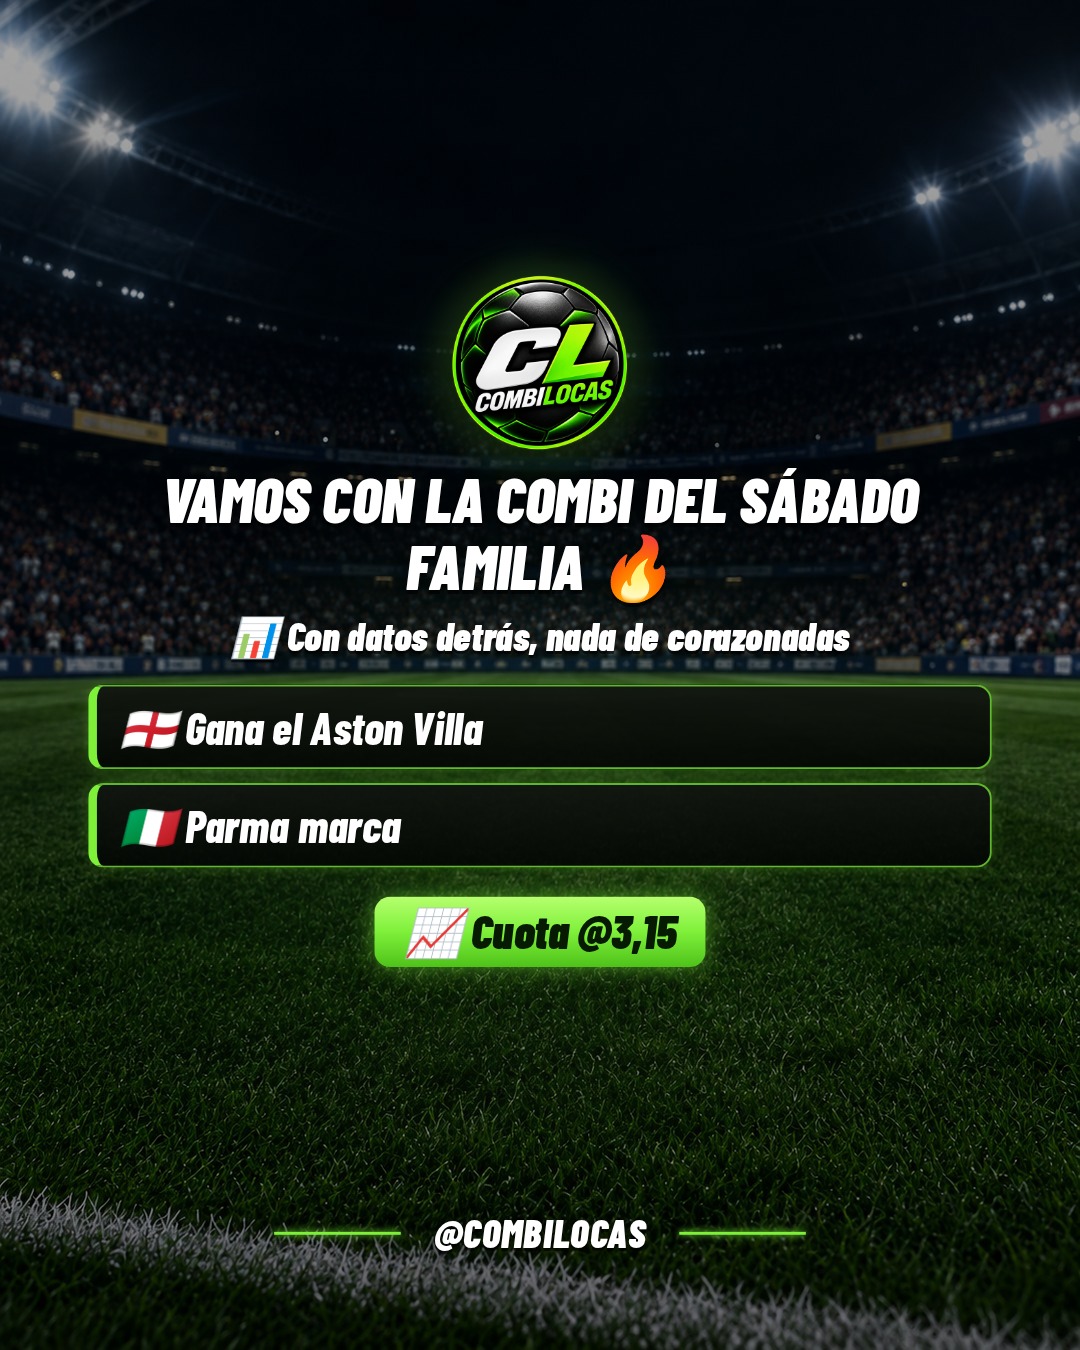 CL
COMBILOCAS
VAMOS CON LA COMBI DEL SÁBADO
FAMILIA 🔥
📊 Con datos detrás, nada de corazonadas
🏴󠁧󠁢󠁥󠁮󠁧󠁿 Gana el Aston Villa
🇮🇹 Parma marca
📈 Cuota @3,15
@COMBILOCAS